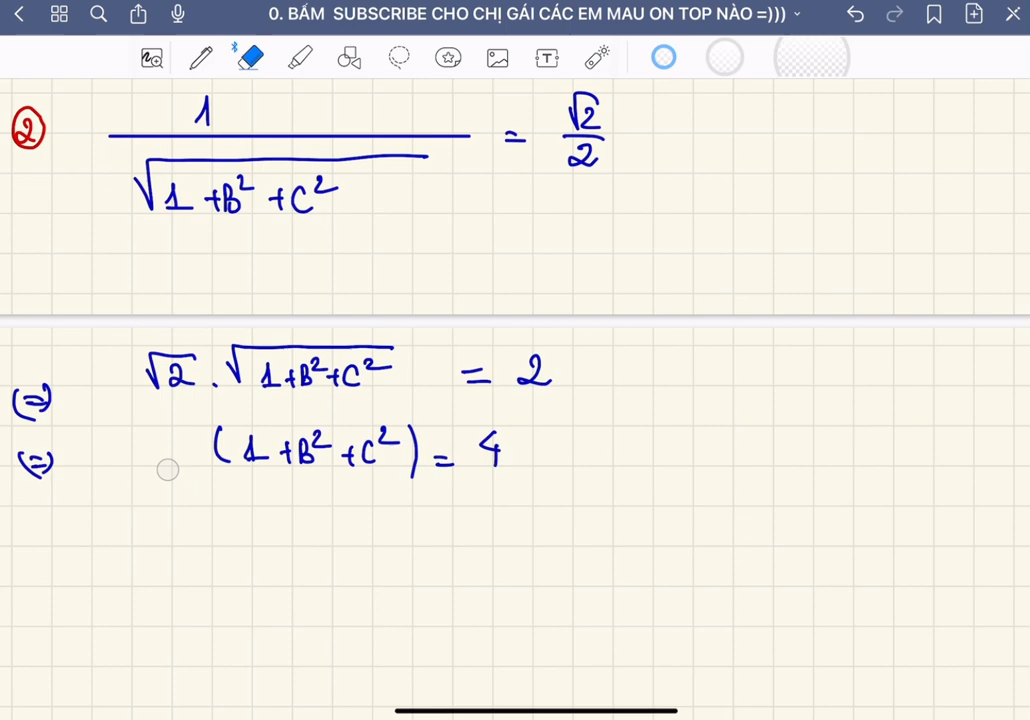 0. BẤM SUBSCRIBE CHO CHỊ GÁI CÁC EM MAU ON TOP NÀO =)))
② 1 / √(1 + B² + C²) = √2 / 2
(=) √2 . √(1 + B² + C²) = 2
(=) (1 + B² + C²) = 4